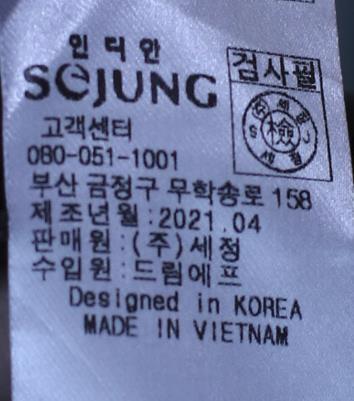 인디안
SEJUNG
검사필
檢
고객센터
080-051-1001
부산 금정구 무학송로 158
제조년월:2021.04
판매원:(주)세정
수입원:드림에프
Designed in KOREA
MADE IN VIETNAM